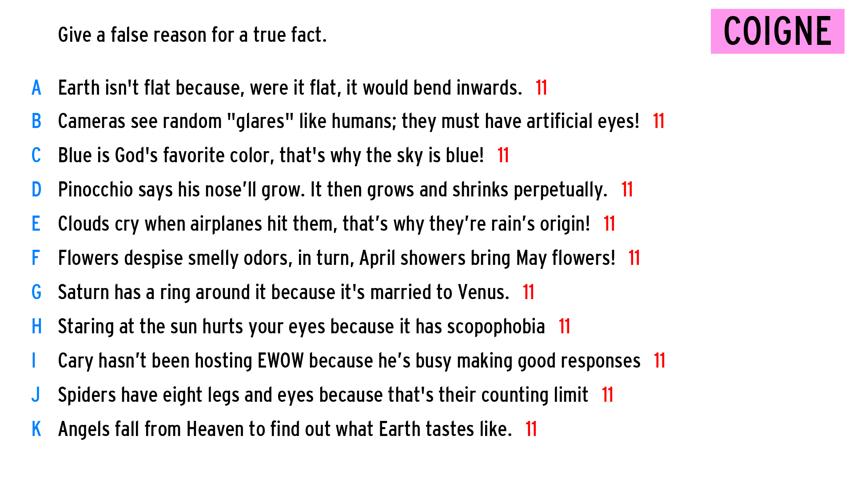 Give a false reason for a true fact.
COIGNE
A Earth isn't flat because, were it flat, it would bend inwards. 11
B Cameras see random "glares" like humans; they must have artificial eyes! 11
C Blue is God's favorite color, that's why the sky is blue! 11
D Pinocchio says his nose’ll grow. It then grows and shrinks perpetually. 11
E Clouds cry when airplanes hit them, that’s why they’re rain’s origin! 11
F Flowers despise smelly odors, in turn, April showers bring May flowers! 11
G Saturn has a ring around it because it's married to Venus. 11
H Staring at the sun hurts your eyes because it has scopophobia 11
I Cary hasn’t been hosting EWOW because he’s busy making good responses 11
J Spiders have eight legs and eyes because that's their counting limit 11
K Angels fall from Heaven to find out what Earth tastes like. 11